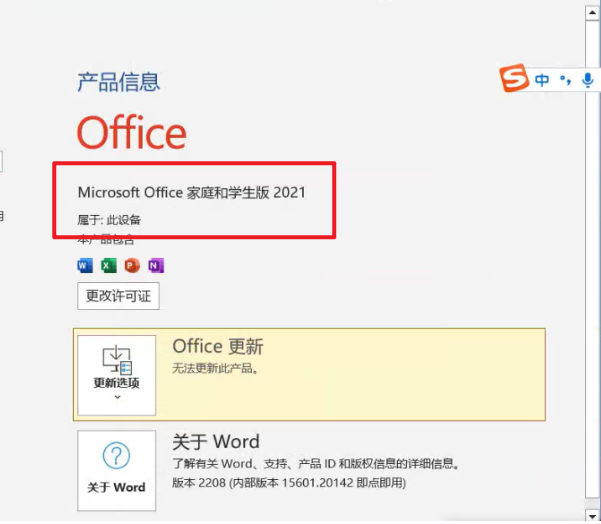 产品信息
中
Office
Microsoft Office 家庭和学生版 2021
属于: 此设备
本产品包含
更改许可证
Office 更新
无法更新此产品。
更新选项
关于 Word
了解有关 Word、支持、产品 ID 和版权信息的详细信息。
版本 2208 (内部版本 15601.20142 即点即用)
关于 Word